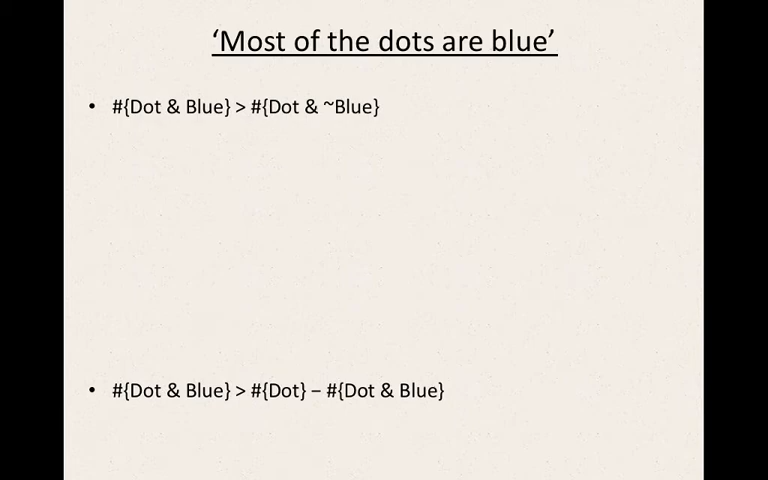 ‘Most of the dots are blue’
• #{Dot & Blue} > #{Dot & ~Blue}
• #{Dot & Blue} > #{Dot} − #{Dot & Blue}